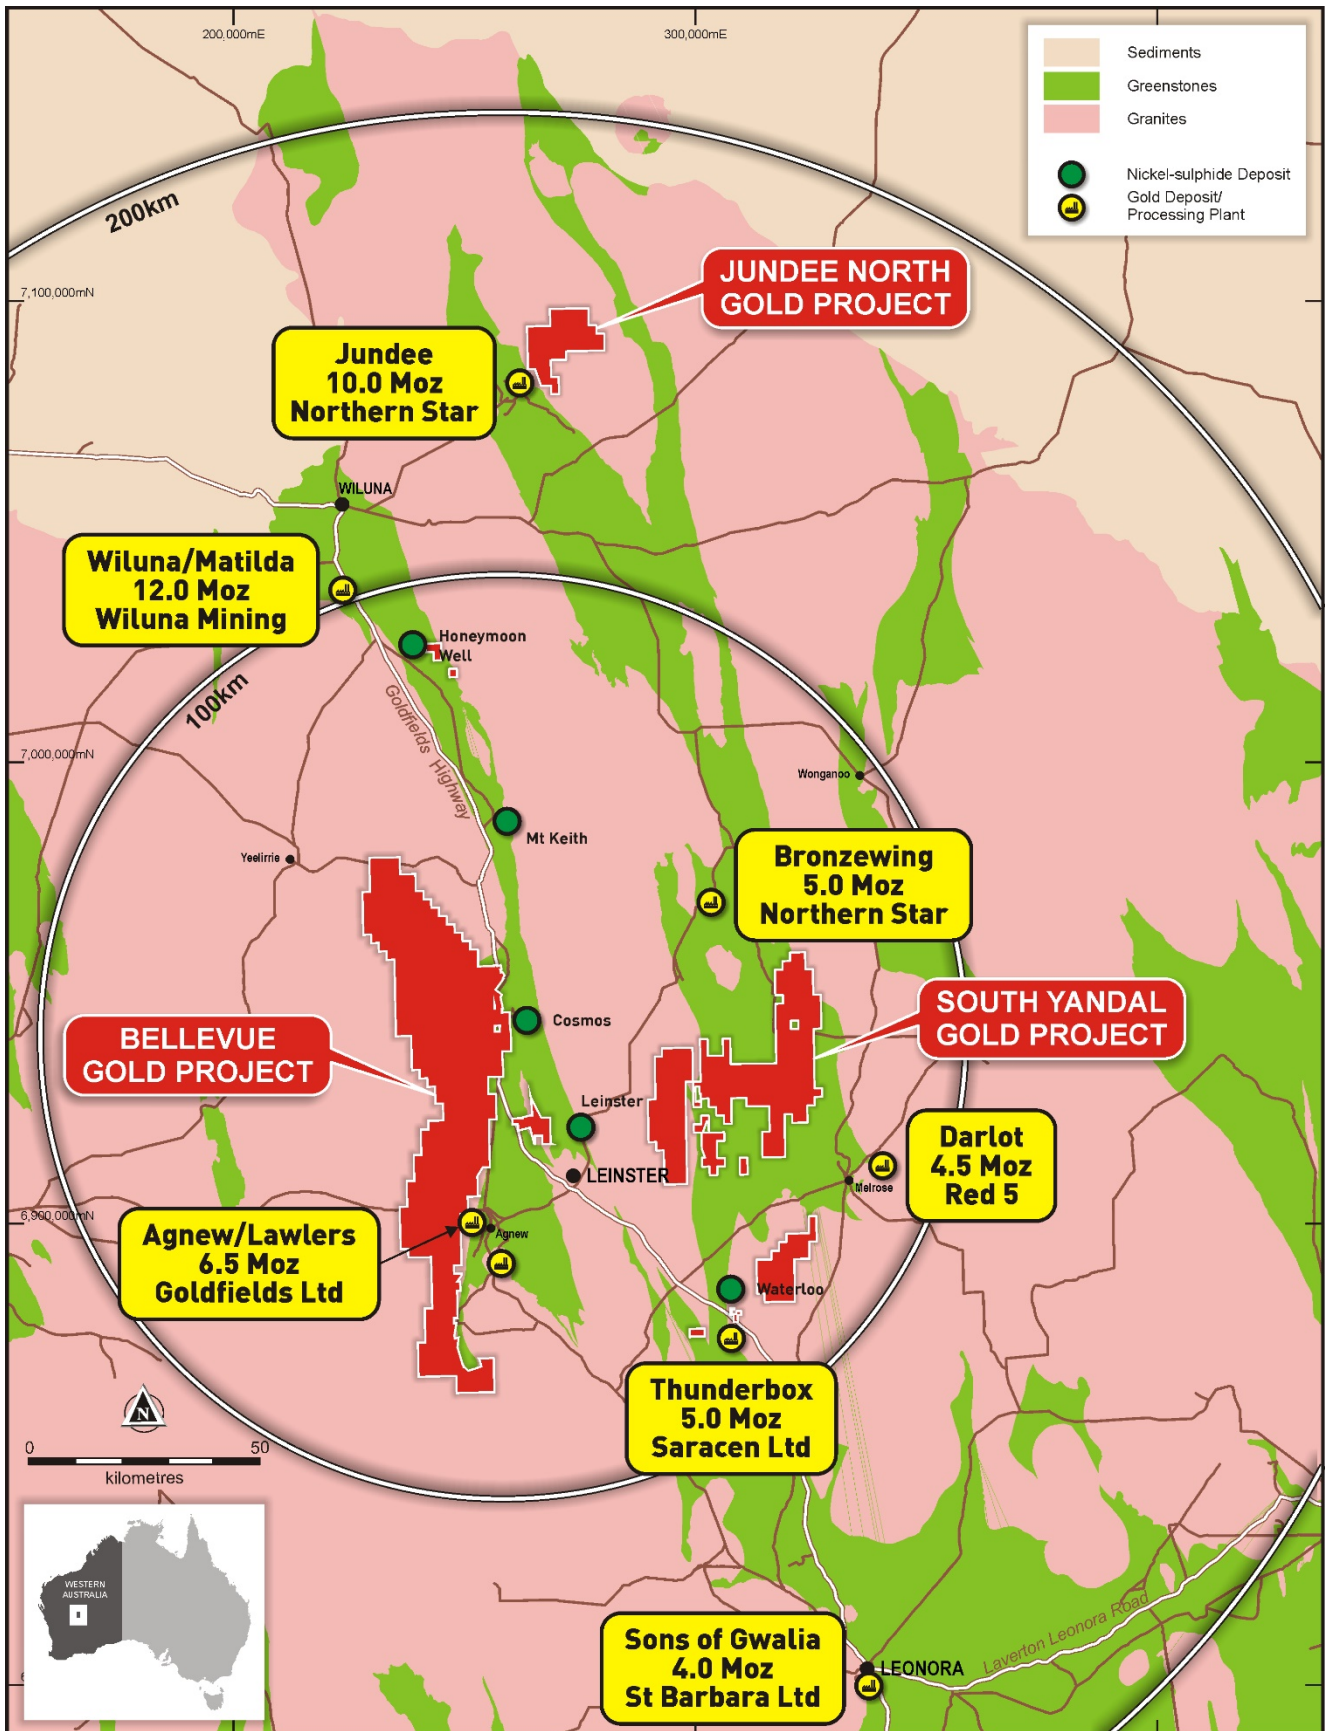 200,000mE
300,000mE
Sediments
Greenstones
Granites
Nickel-sulphide Deposit
Gold Deposit/
Processing Plant
200km
7,100,000mN
JUNDEE NORTH
GOLD PROJECT
Jundee
10.0 Moz
Northern Star
WILUNA
Wiluna/Matilda
12.0 Moz
Wiluna Mining
Honeymoon
Well
100km
Goldfields Highway
7,000,000mN
Wonganoo
Mt Keith
Yeelirrie
Bronzewing
5.0 Moz
Northern Star
SOUTH YANDAL
GOLD PROJECT
Cosmos
BELLEVUE
GOLD PROJECT
Leinster
LEINSTER
Darlot
4.5 Moz
Red 5
Melrose
6,900,000mN
Agnew/Lawlers
6.5 Moz
Goldfields Ltd
Agnew
Waterloo
Thunderbox
5.0 Moz
Saracen Ltd
N
0
50
kilometres
WESTERN
AUSTRALIA
Laverton Leonora Road
Sons of Gwalia
4.0 Moz
St Barbara Ltd
LEONORA